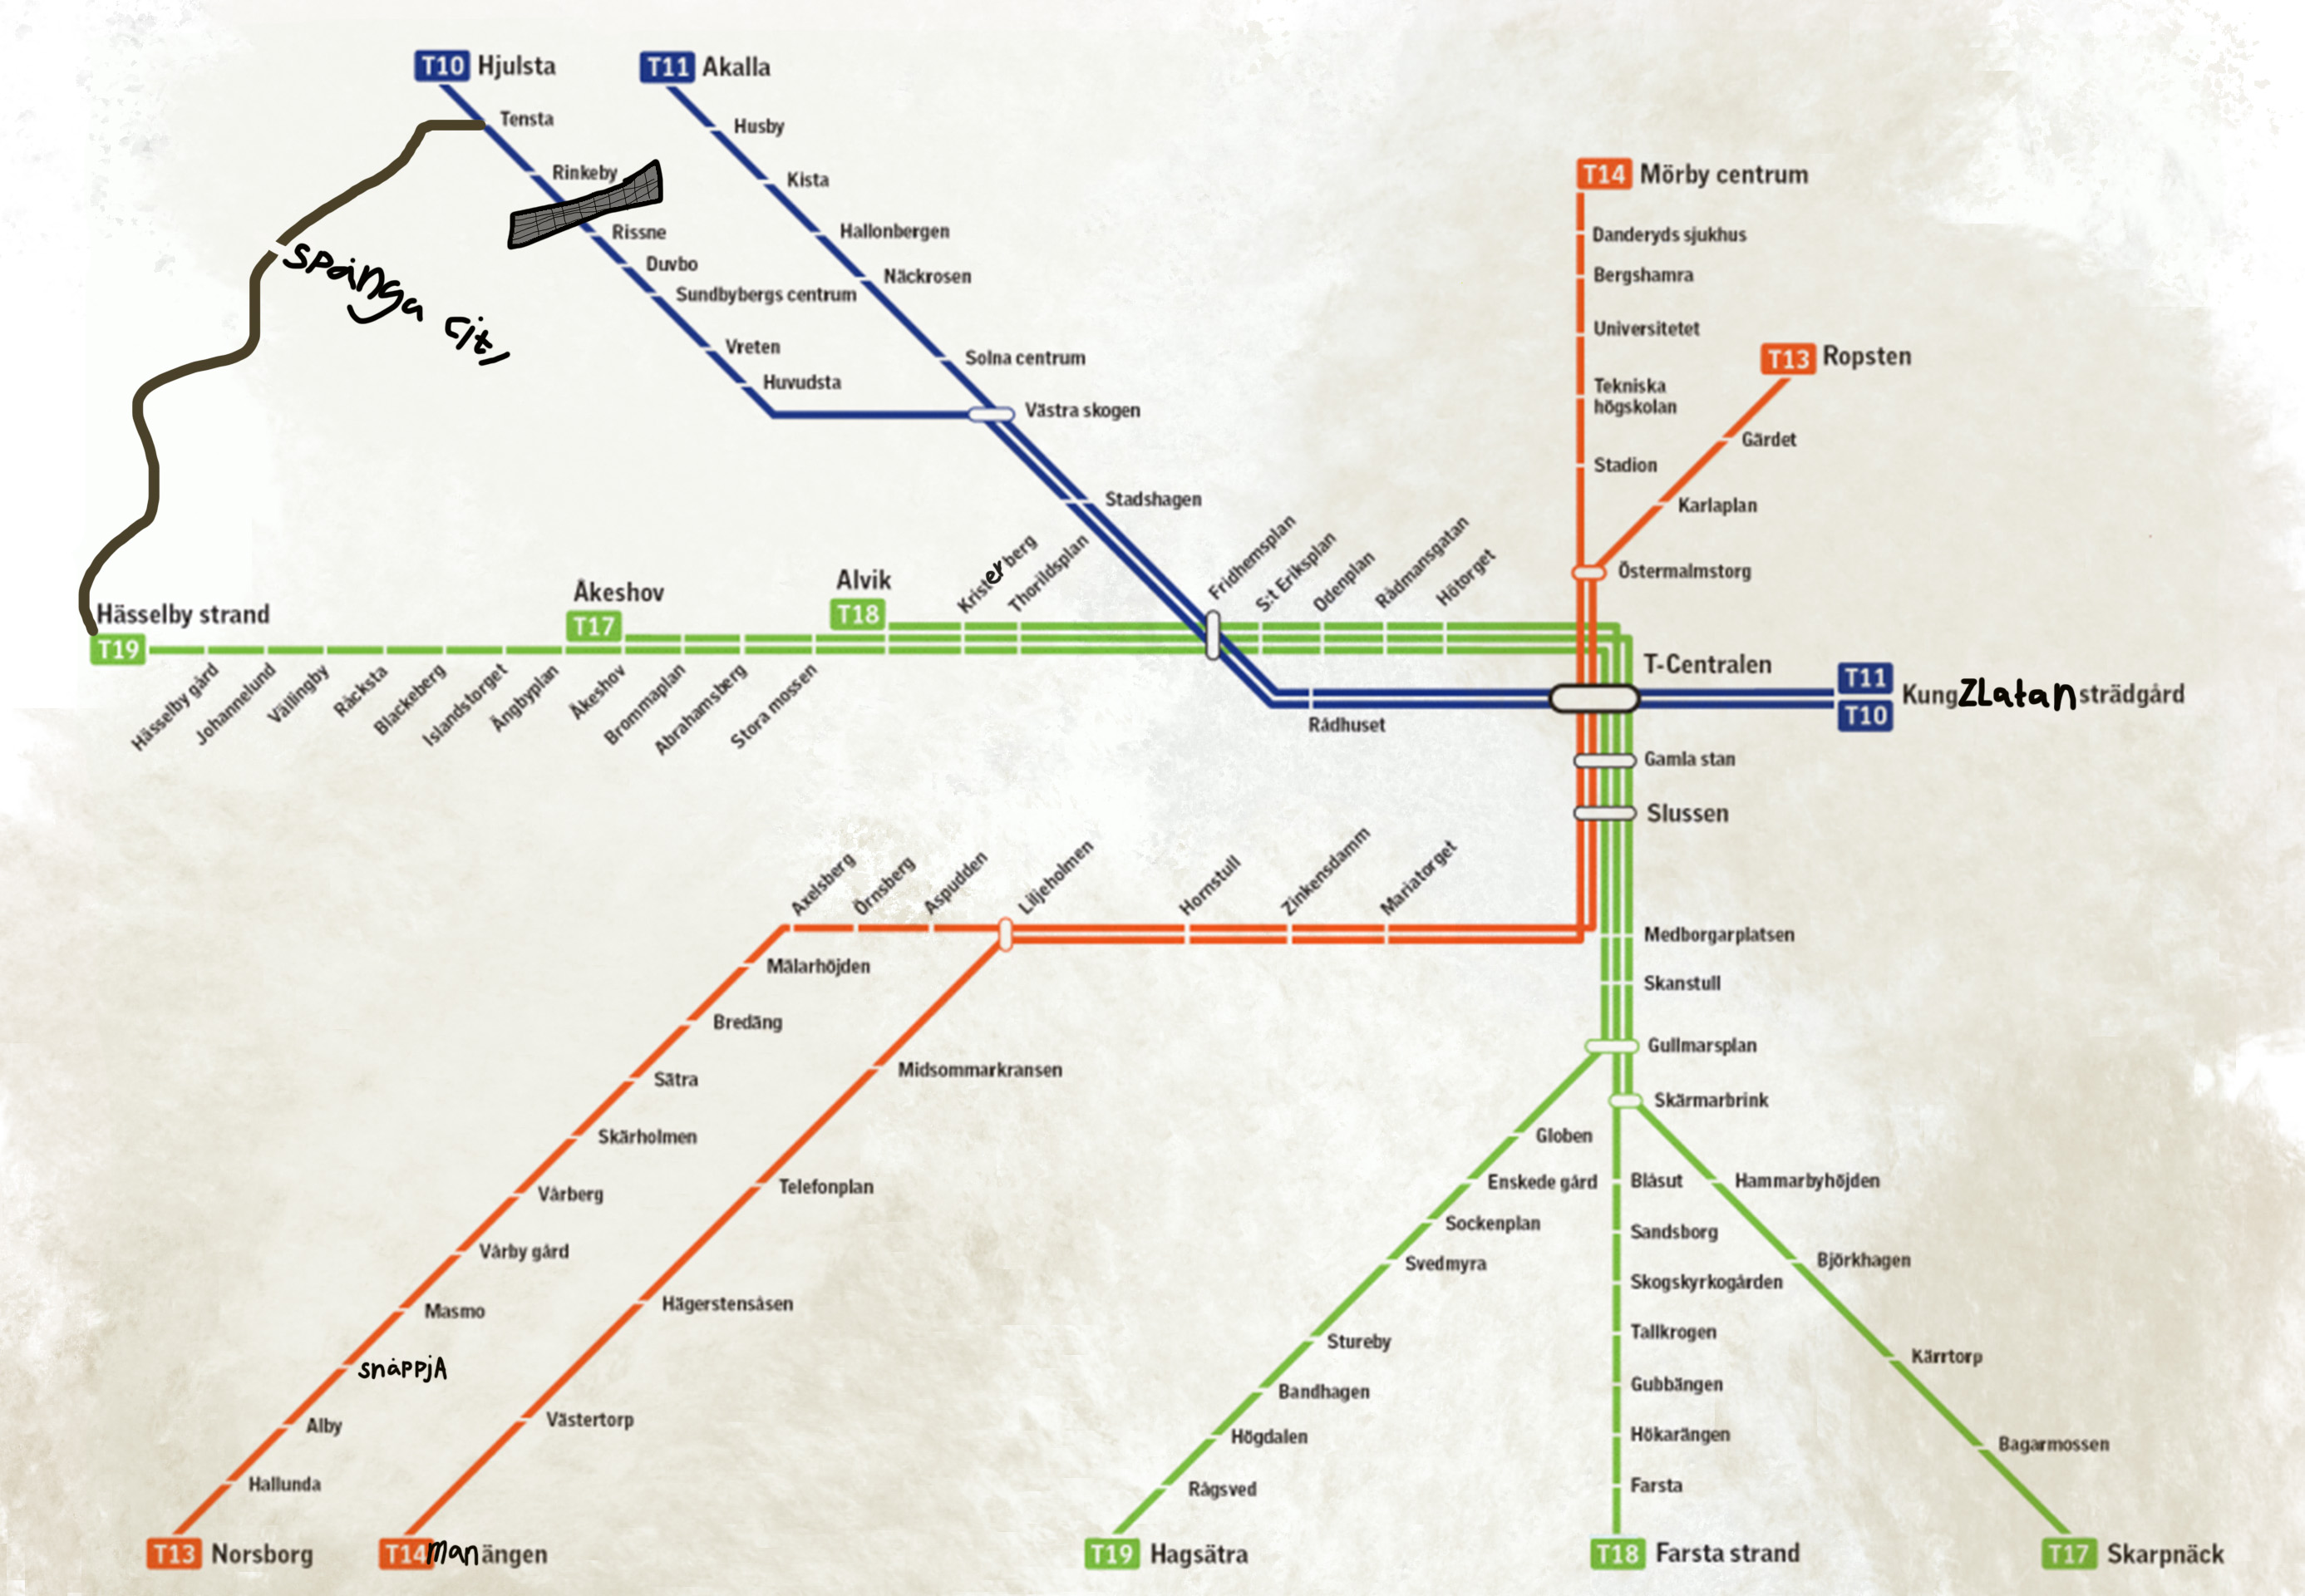 T10 Hjulsta
T11 Akalla
Tensta
Husby
Rinkeby
Kista
Rissne
Hallonbergen
Duvbo
Näckrosen
Sundbybergs centrum
Spånga city
Vreten
Solna centrum
Huvudsta
Västra skogen
Stadshagen
T14 Mörby centrum
Danderyds sjukhus
Bergshamra
Universitetet
T13 Ropsten
Tekniska
högskolan
Gärdet
Stadion
Karlaplan
Östermalmstorg
Hässelby strand
T19
Åkeshov
T17
Alvik
T18
Kristerberg
Thorildsplan
Fridhemsplan
S:t Eriksplan
Odenplan
Rådmansgatan
Hötorget
Hässelby gård
Johannelund
Vällingby
Råcksta
Blackeberg
Islandstorget
Ängbyplan
Åkeshov
Brommaplan
Abrahamsberg
Stora mossen
Rådhuset
T-Centralen
T11
T10
KungZLatansträdgård
Gamla stan
Slussen
Axelsberg
Örnsberg
Aspudden
Liljeholmen
Hornstull
Zinkensdamm
Mariatorget
Medborgarplatsen
Skanstull
Gullmarsplan
Skärmarbrink
Mälarhöjden
Bredäng
Sätra
Skärholmen
Vårberg
Vårby gård
Masmo
snäppjA
Alby
Hallunda
T13 Norsborg
Midsommarkransen
Telefonplan
Hägerstensåsen
Västertorp
T14 manängen
Globen
Enskede gård
Sockenplan
Svedmyra
Stureby
Bandhagen
Högdalen
Rågsved
T19 Hagsätra
Blåsut
Sandsborg
Skogskyrkogården
Tallkrogen
Gubbängen
Hökarängen
Farsta
T18 Farsta strand
Hammarbyhöjden
Björkhagen
Kärrtorp
Bagarmossen
T17 Skarpnäck